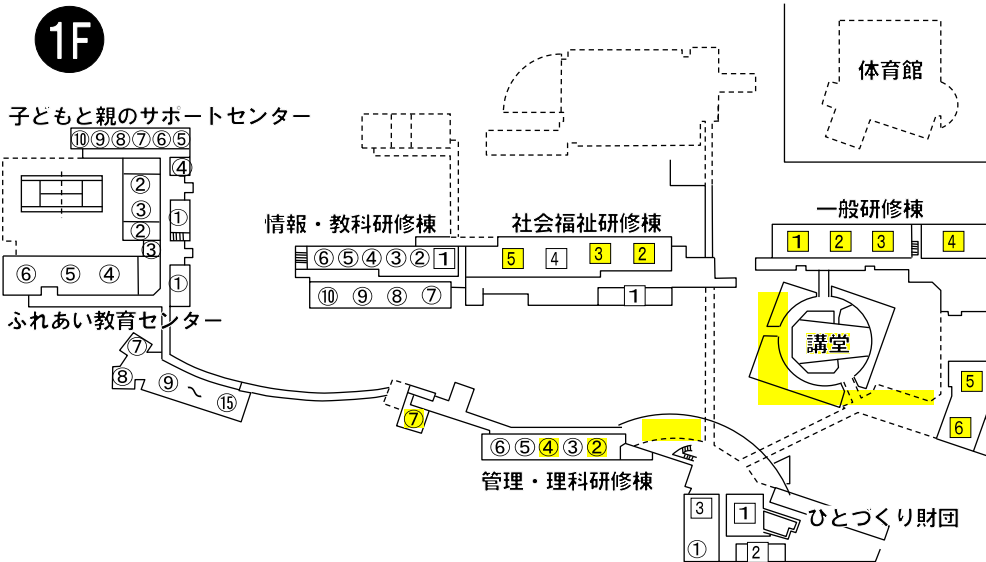 1F
体育館
子どもと親のサポートセンター
⑩⑨⑧⑦⑥⑤
④
②
③
②
①
③
⑥ ⑤ ④
①
ふれあい教育センター
⑦
⑧ ⑨ 〜 ⑮
情報・教科研修棟
⑥⑤④③② 1
⑩ ⑨ ⑧ ⑦
社会福祉研修棟
5 4 3 2
1
一般研修棟
1 2 3 4
講堂
5
6
⑦
⑥⑤④③②
管理・理科研修棟
3 1
① 2
ひとづくり財団